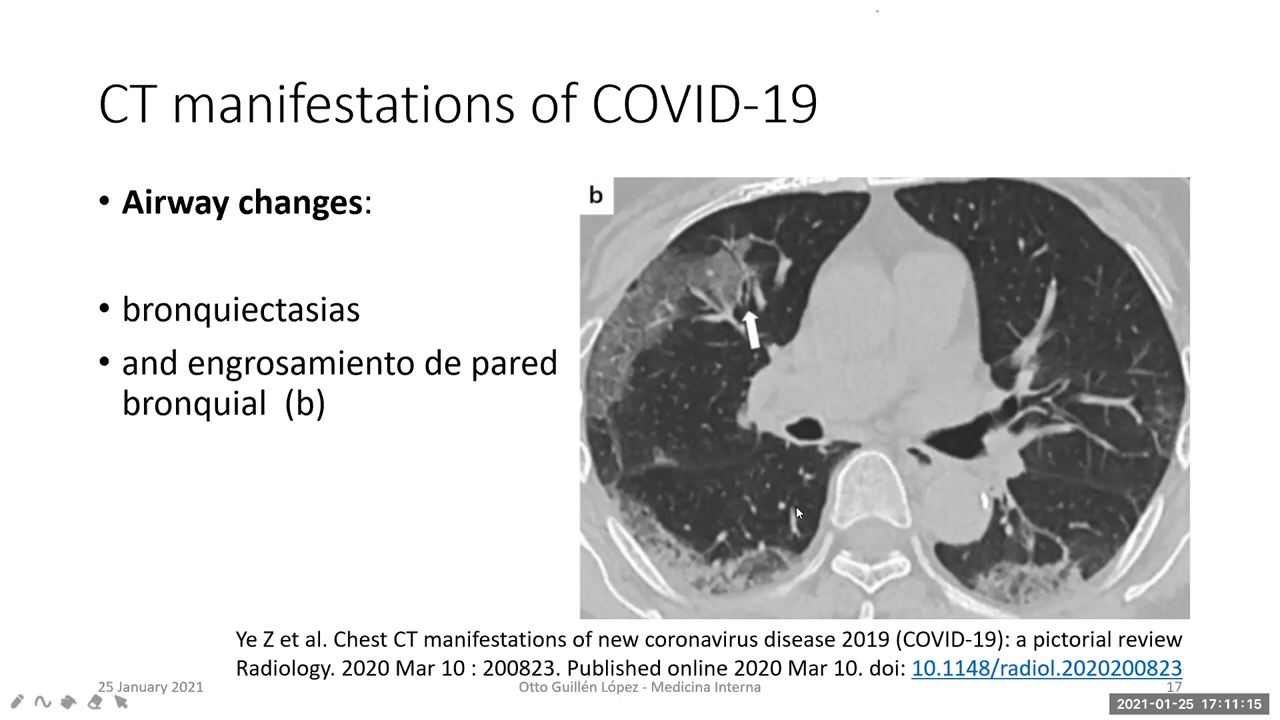 CT manifestations of COVID-19
• Airway changes:
• bronquiectasias
• and engrosamiento de pared
bronquial (b)
b
Ye Z et al. Chest CT manifestations of new coronavirus disease 2019 (COVID-19): a pictorial review
Radiology. 2020 Mar 10 : 200823. Published online 2020 Mar 10. doi: 10.1148/radiol.2020200823
25 January 2021
Otto Guillén López - Medicina Interna
17
2021-01-25 17:11:15